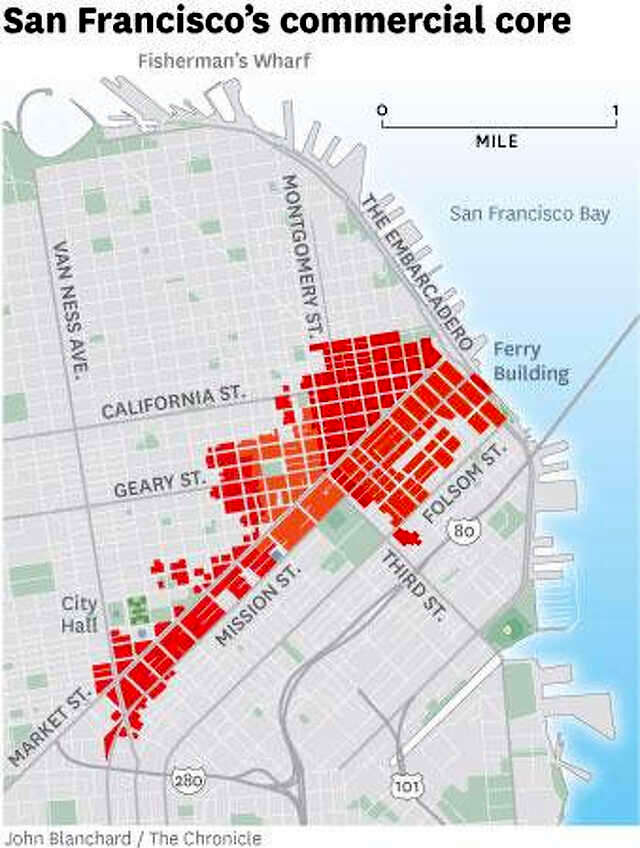 San Francisco's commercial core
Fisherman's Wharf
0 1
MILE
San Francisco Bay
MONTGOMERY ST.
THE EMBARCADERO
VAN NESS AVE.
Ferry
Building
CALIFORNIA ST.
GEARY ST.
FOLSOM ST.
80
THIRD ST.
City
Hall
MISSION ST.
MARKET ST.
280
101
John Blanchard / The Chronicle